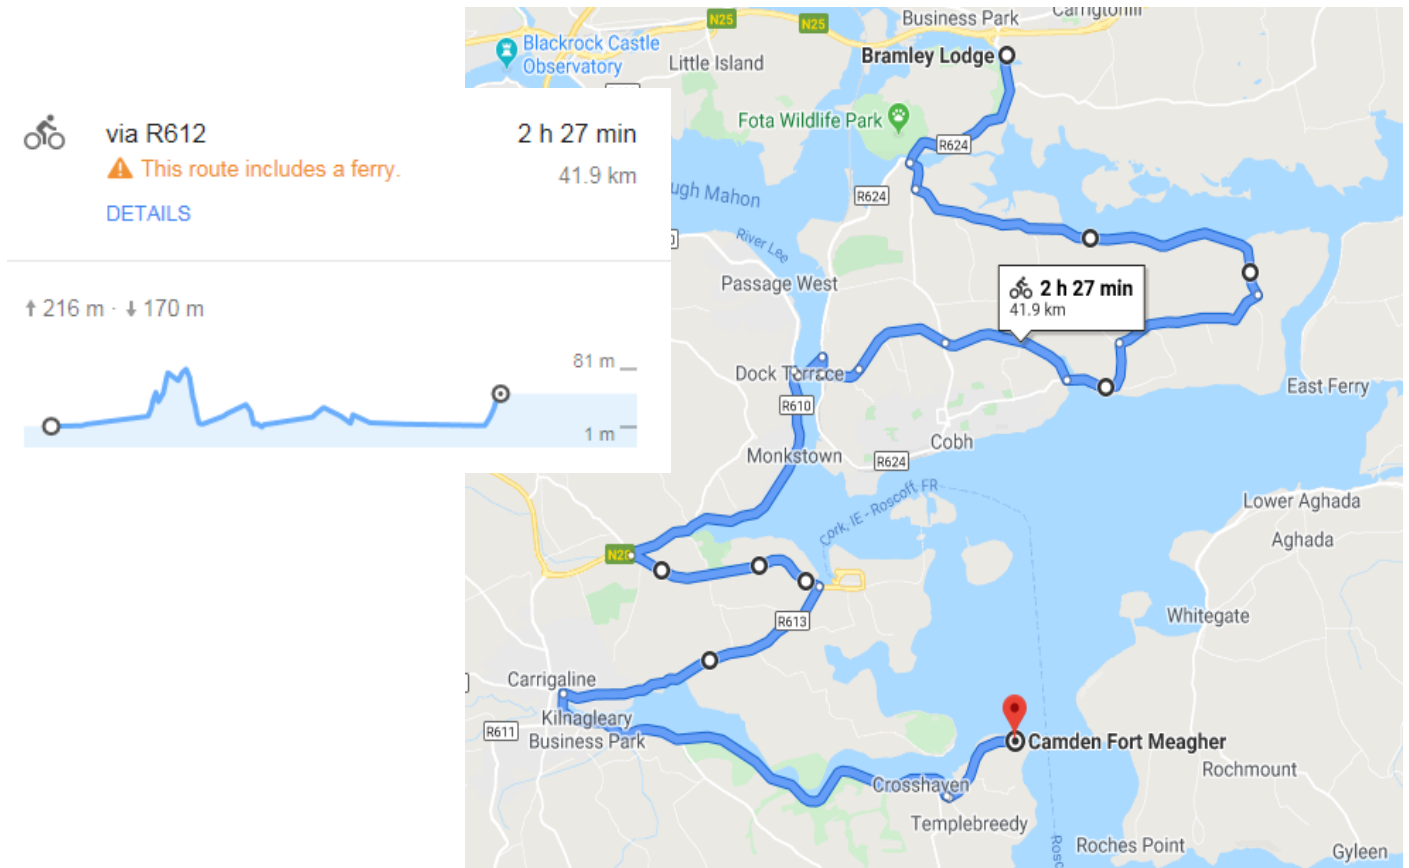 via R612
2 h 27 min
This route includes a ferry.
41.9 km
DETAILS
216 m · 170 m
81 m
1 m
N25
N25
Business Park
Blackrock Castle
Observatory
Little Island
Bramley Lodge
Fota Wildlife Park
R624
R624
ugh Mahon
River Lee
Passage West
2 h 27 min
41.9 km
Dock Terrace
R610
East Ferry
Cobh
Monkstown
R624
Cork, IE - Roscoff, FR
Lower Aghada
Aghada
N28
Whitegate
R613
Carrigaline
Kilnagleary
Business Park
R611
Camden Fort Meagher
Rochmount
Crosshaven
Templebreedy
Roches Point
Gyleen